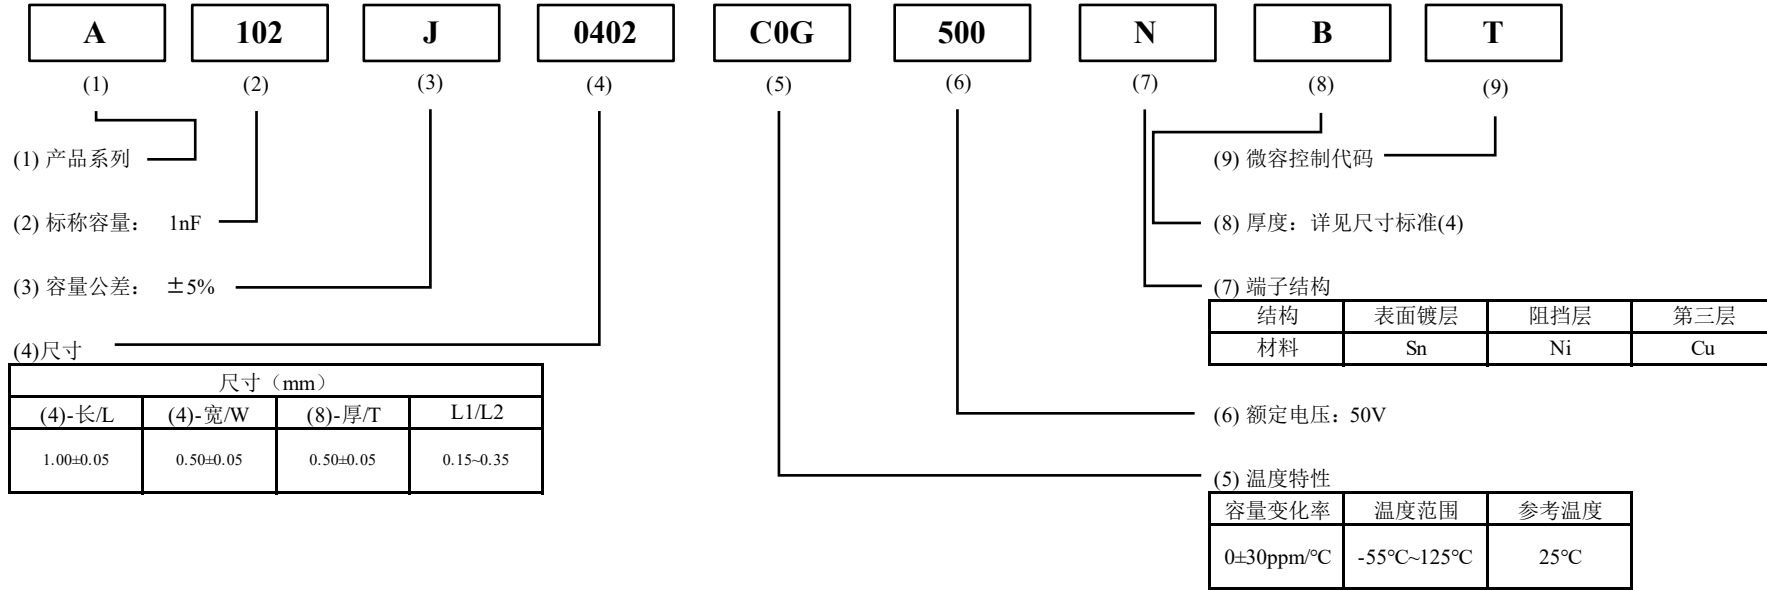 A 102 J 0402 C0G 500 N B T
(1) (2) (3) (4) (5) (6) (7) (8) (9)
(1) 产品系列
(9) 微容控制代码
(2) 标称容量： 1nF
(8) 厚度：详见尺寸标准(4)
(3) 容量公差： ±5%
(7) 端子结构
结构 表面镀层 阻挡层 第三层
材料 Sn Ni Cu
(4)尺寸
尺寸（mm）
(4)-长/L (4)-宽/W (8)-厚/T L1/L2
1.00±0.05 0.50±0.05 0.50±0.05 0.15~0.35
(6) 额定电压：50V
(5) 温度特性
容量变化率 温度范围 参考温度
0±30ppm/℃ -55℃~125℃ 25℃